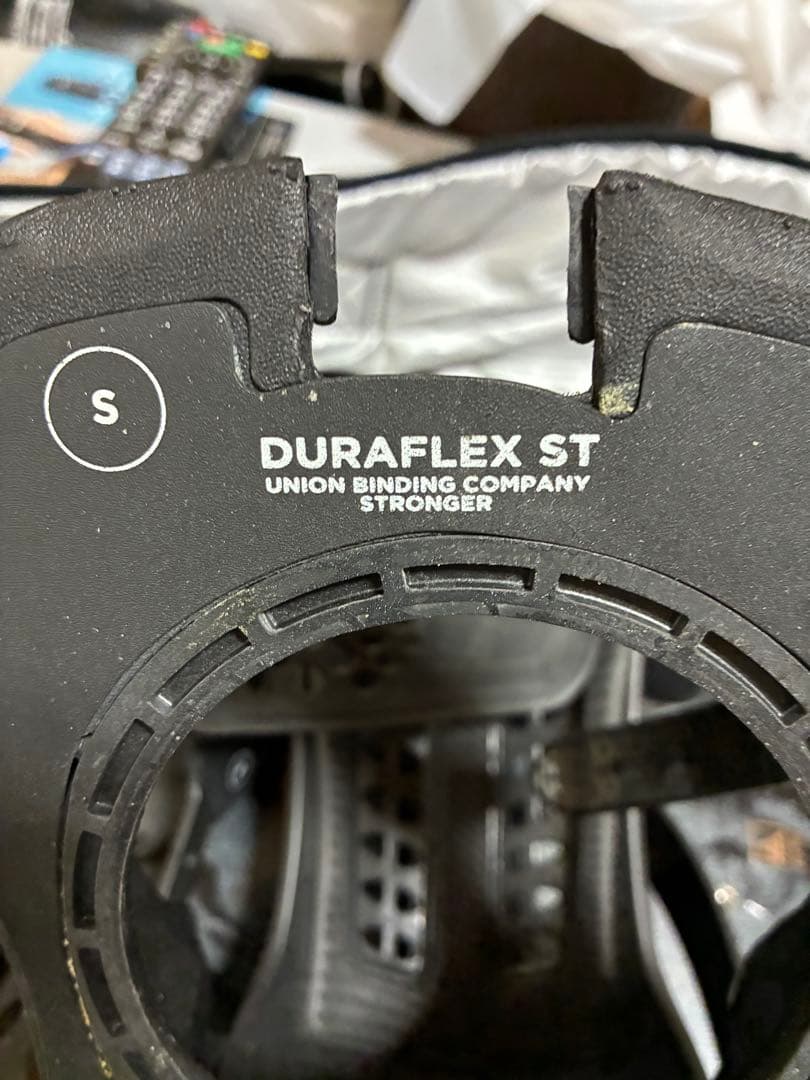 S
DURAFLEX ST
UNION BINDING COMPANY
STRONGER